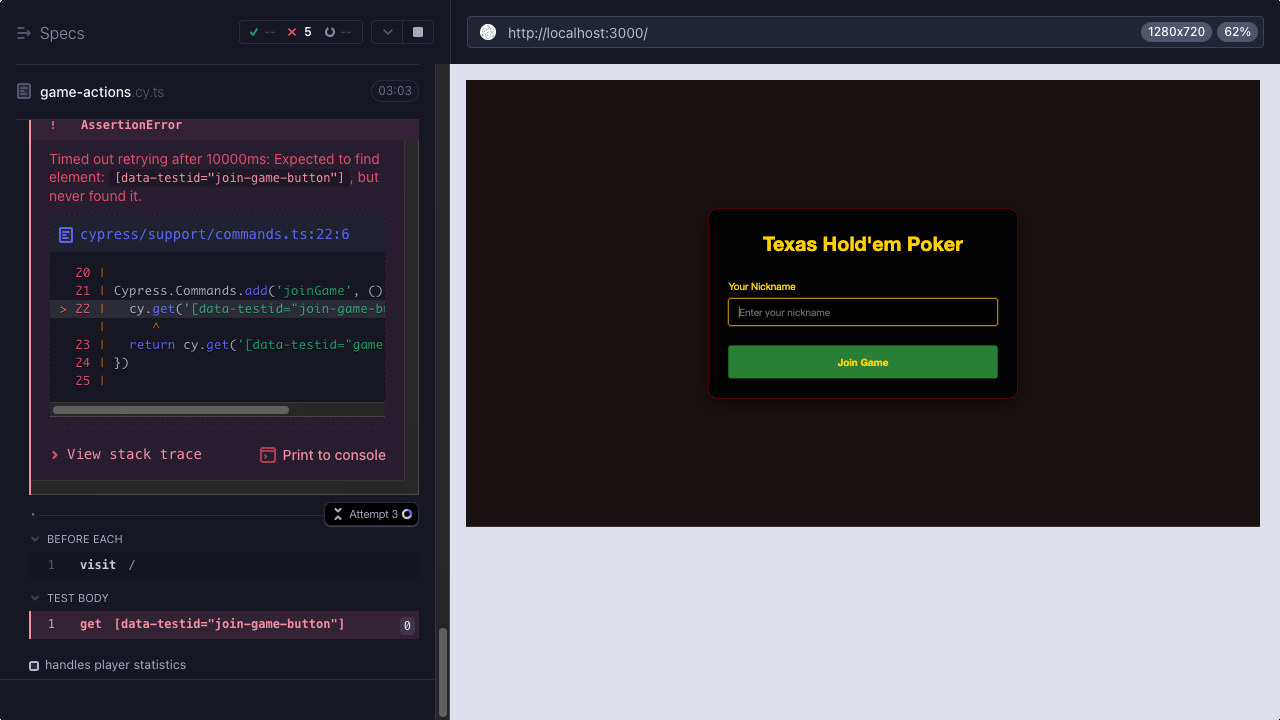 Specs
-- 5 --
http://localhost:3000/
1280x720
62%
game-actions.cy.ts
03:03
! AssertionError
Timed out retrying after 10000ms: Expected to find
element: [data-testid="join-game-button"], but
never found it.
cypress/support/commands.ts:22:6
20 |
21 | Cypress.Commands.add('joinGame', ()
> 22 | cy.get('[data-testid="join-game-bu
| ^
23 | return cy.get('[data-testid="game
24 | })
25 |
View stack trace
Print to console
Attempt 3
BEFORE EACH
1 visit /
TEST BODY
1 get [data-testid="join-game-button"] 0
handles player statistics
Texas Hold'em Poker
Your Nickname
Enter your nickname
Join Game